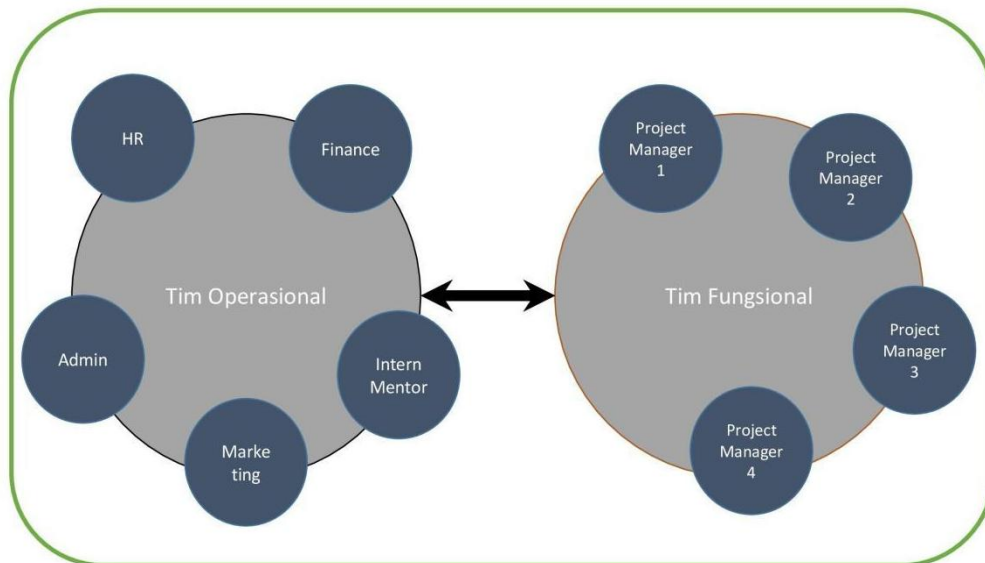 HR
Finance
Tim Operasional
Admin
Intern
Mentor
Marke
ting
Project
Manager
1
Project
Manager
2
Tim Fungsional
Project
Manager
3
Project
Manager
4